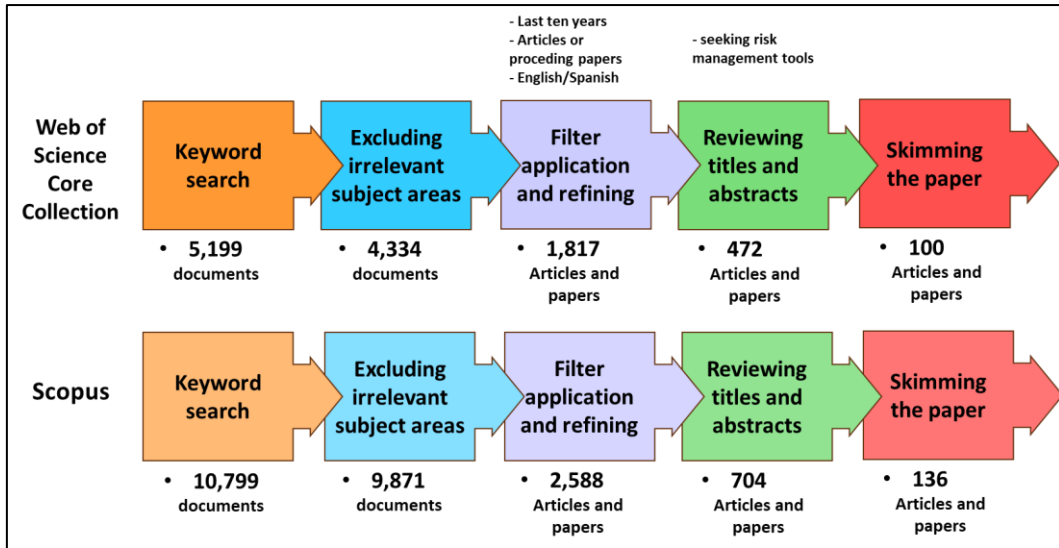 - Last ten years
- Articles or
proceding papers
- English/Spanish
- seeking risk
management tools
Web of
Science
Core
Collection
Keyword
search
Excluding
irrelevant
subject areas
Filter
application
and refining
Reviewing
titles and
abstracts
Skimming
the paper
• 5,199
documents
• 4,334
documents
• 1,817
Articles and
papers
• 472
Articles and
papers
• 100
Articles and
papers
Scopus
Keyword
search
Excluding
irrelevant
subject areas
Filter
application
and refining
Reviewing
titles and
abstracts
Skimming
the paper
• 10,799
documents
• 9,871
documents
• 2,588
Articles and
papers
• 704
Articles and
papers
• 136
Articles and
papers